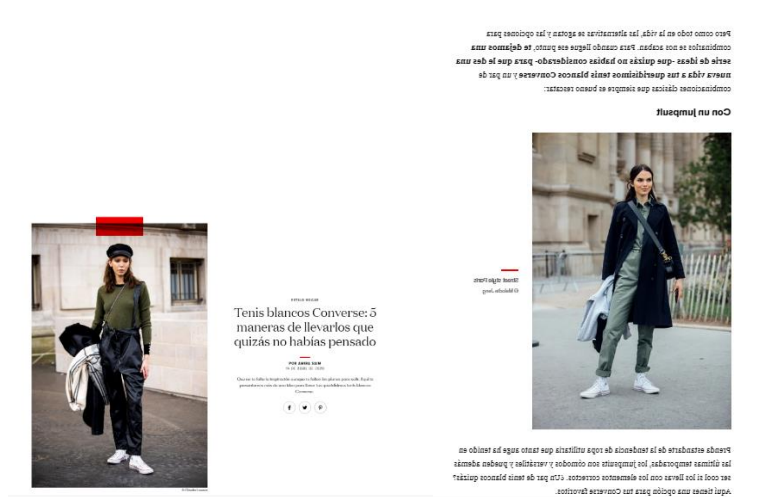 ESTILO VOGUE
Tenis blancos Converse: 5
maneras de llevarlos que
quizás no habías pensado
Pero como todo en la vida, las alternativas se agotan y las opciones para
combinarlos se nos acaban. Para cuando llegue ese punto, te dejamos una
serie de ideas -que quizás no habías considerado- para que le des una
nueva vida a tus queridísimos tenis blancos Converse y un par de
combinaciones clásicas que siempre es bueno rescatar:
Con un jumpsuit
Street style París
Prenda estandarte de la tendencia de ropa utilitaria que tanto auge ha tenido en
las últimas temporadas, los jumpsuits son cómodos y versátiles y pueden además
ser cool si los llevas con los elementos correctos. ¿Un par de tenis blancos quizás?
Aquí tienes una opción para tus Converse favoritos.